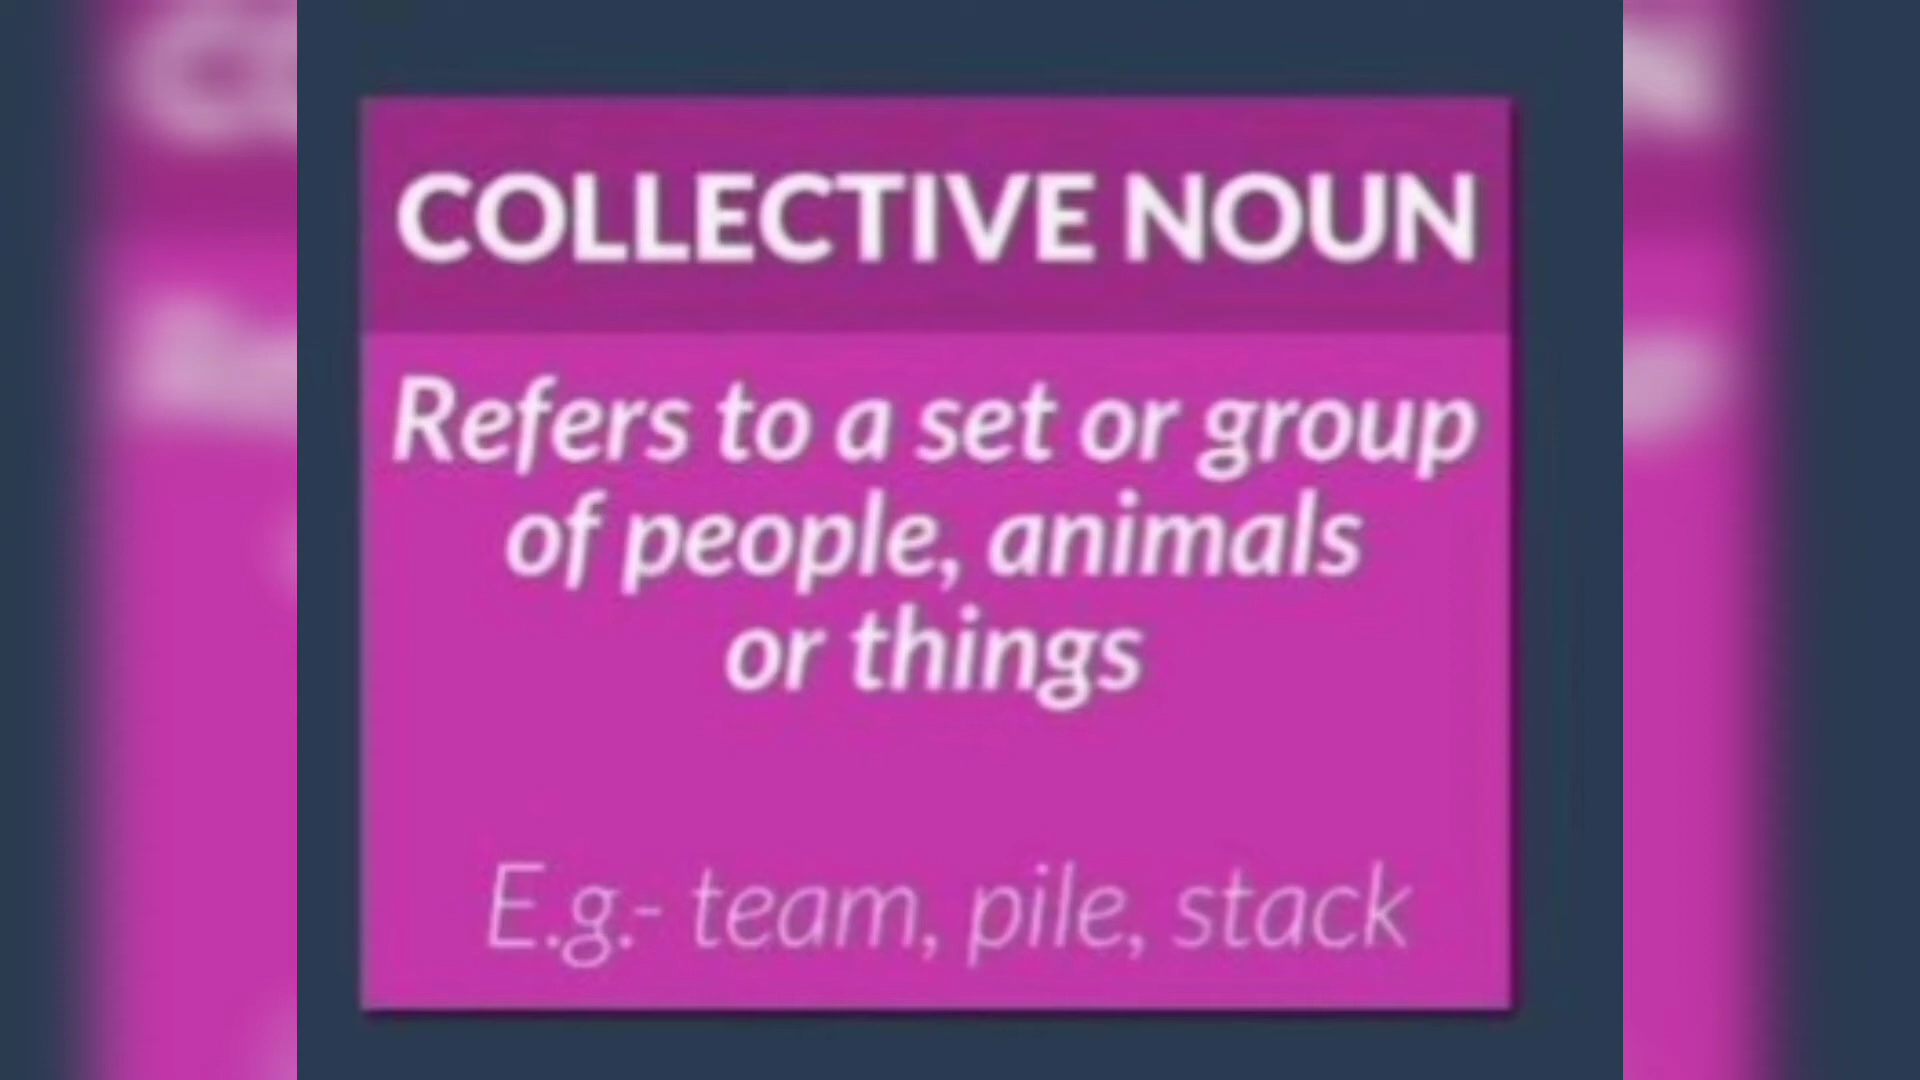 COLLECTIVE NOUN
Refers to a set or group
of people, animals
or things
E.g.- team, pile, stack